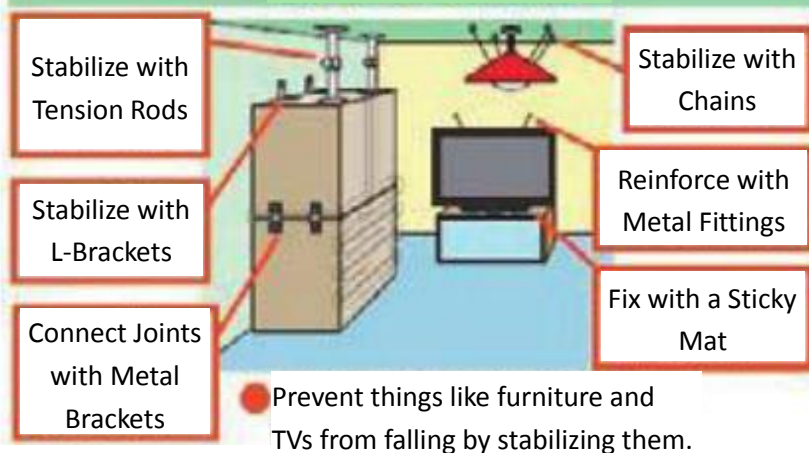 Stabilize with
Tension Rods
Stabilize with
L-Brackets
Connect Joints
with Metal
Brackets
Stabilize with
Chains
Reinforce with
Metal Fittings
Fix with a Sticky
Mat
Prevent things like furniture and
TVs from falling by stabilizing them.